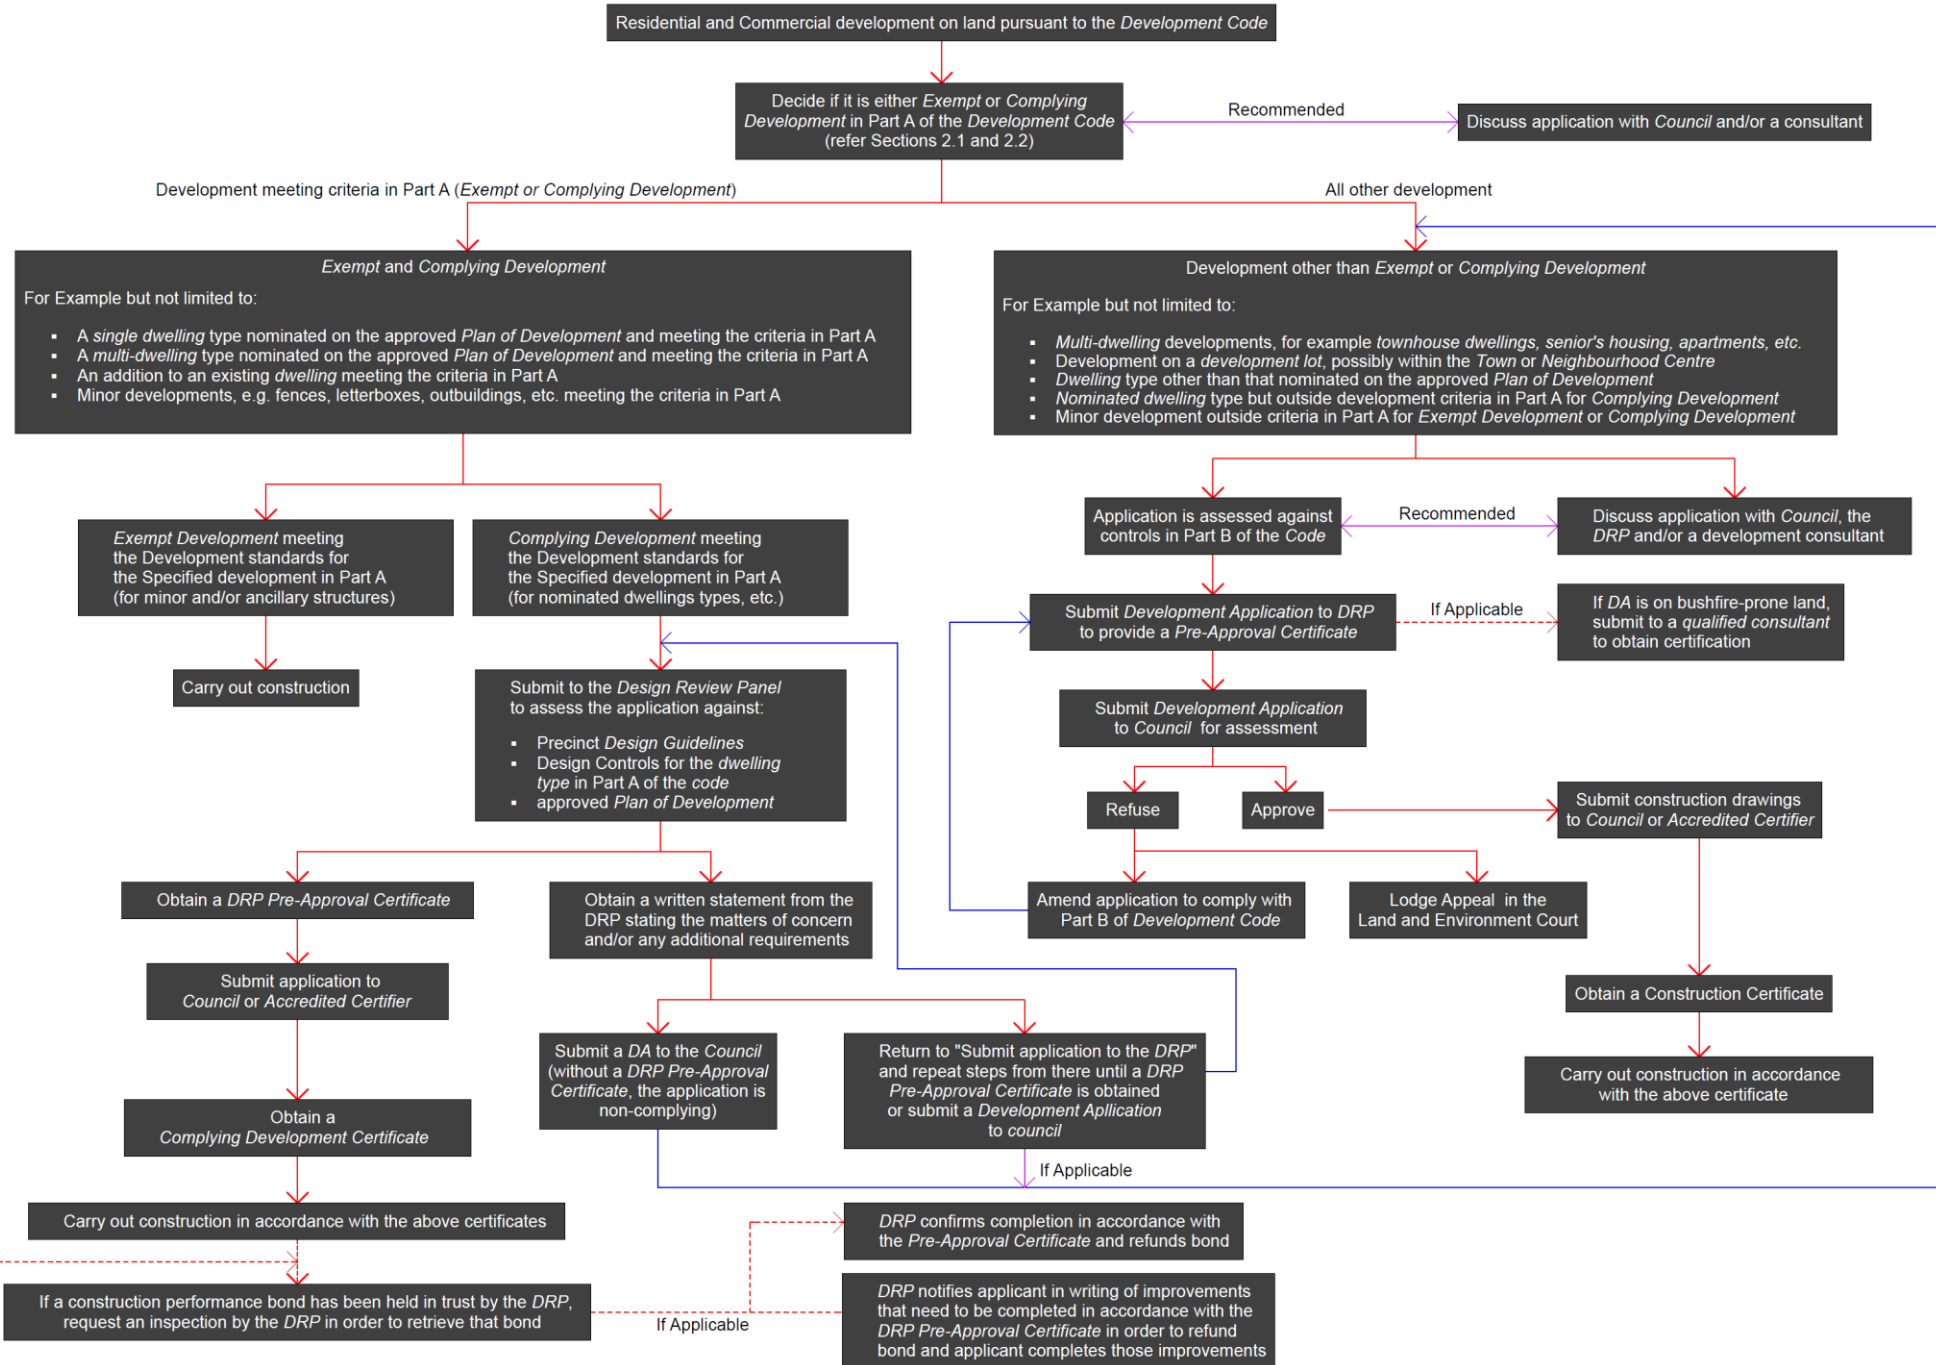 Residential and Commercial development on land pursuant to the Development Code
Decide if it is either Exempt or Complying
Development in Part A of the Development Code
(refer Sections 2.1 and 2.2)
Recommended
Discuss application with Council and/or a consultant
Development meeting criteria in Part A (Exempt or Complying Development)
All other development
Exempt and Complying Development
For Example but not limited to:
▪ A single dwelling type nominated on the approved Plan of Development and meeting the criteria in Part A
▪ A multi-dwelling type nominated on the approved Plan of Development and meeting the criteria in Part A
▪ An addition to an existing dwelling meeting the criteria in Part A
▪ Minor developments, e.g. fences, letterboxes, outbuildings, etc. meeting the criteria in Part A
Development other than Exempt or Complying Development
For Example but not limited to:
▪ Multi-dwelling developments, for example townhouse dwellings, senior's housing, apartments, etc.
▪ Development on a development lot, possibly within the Town or Neighbourhood Centre
▪ Dwelling type other than that nominated on the approved Plan of Development
▪ Nominated dwelling type but outside development criteria in Part A for Complying Development
▪ Minor development outside criteria in Part A for Exempt Development or Complying Development
Exempt Development meeting
the Development standards for
the Specified development in Part A
(for minor and/or ancillary structures)
Complying Development meeting
the Development standards for
the Specified development in Part A
(for nominated dwellings types, etc.)
Application is assessed against
controls in Part B of the Code
Recommended
Discuss application with Council, the
DRP and/or a development consultant
Submit Development Application to DRP
to provide a Pre-Approval Certificate
If Applicable
If DA is on bushfire-prone land,
submit to a qualified consultant
to obtain certification
Carry out construction
Submit to the Design Review Panel
to assess the application against:
▪ Precinct Design Guidelines
▪ Design Controls for the dwelling
type in Part A of the code
▪ approved Plan of Development
Submit Development Application
to Council for assessment
Refuse
Approve
Submit construction drawings
to Council or Accredited Certifier
Obtain a DRP Pre-Approval Certificate
Obtain a written statement from the
DRP stating the matters of concern
and/or any additional requirements
Amend application to comply with
Part B of Development Code
Lodge Appeal in the
Land and Environment Court
Submit application to
Council or Accredited Certifier
Obtain a Construction Certificate
Submit a DA to the Council
(without a DRP Pre-Approval
Certificate, the application is
non-complying)
Return to "Submit application to the DRP"
and repeat steps from there until a DRP
Pre-Approval Certificate is obtained
or submit a Development Apllication
to council
Carry out construction in accordance
with the above certificate
Obtain a
Complying Development Certificate
If Applicable
Carry out construction in accordance with the above certificates
DRP confirms completion in accordance with
the Pre-Approval Certificate and refunds bond
If a construction performance bond has been held in trust by the DRP,
request an inspection by the DRP in order to retrieve that bond
If Applicable
DRP notifies applicant in writing of improvements
that need to be completed in accordance with the
DRP Pre-Approval Certificate in order to refund
bond and applicant completes those improvements